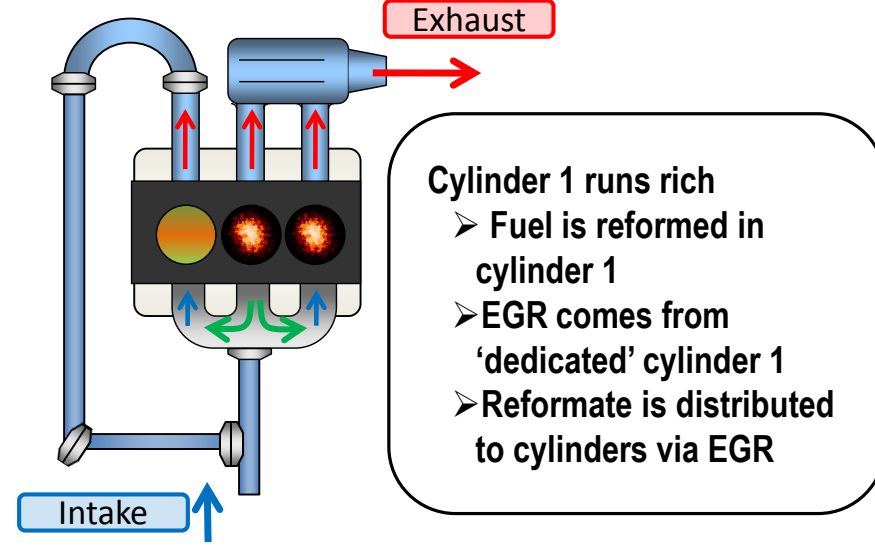 Exhaust
Cylinder 1 runs rich
➢ Fuel is reformed in
cylinder 1
➢EGR comes from
‘dedicated’ cylinder 1
➢Reformate is distributed
to cylinders via EGR
Intake